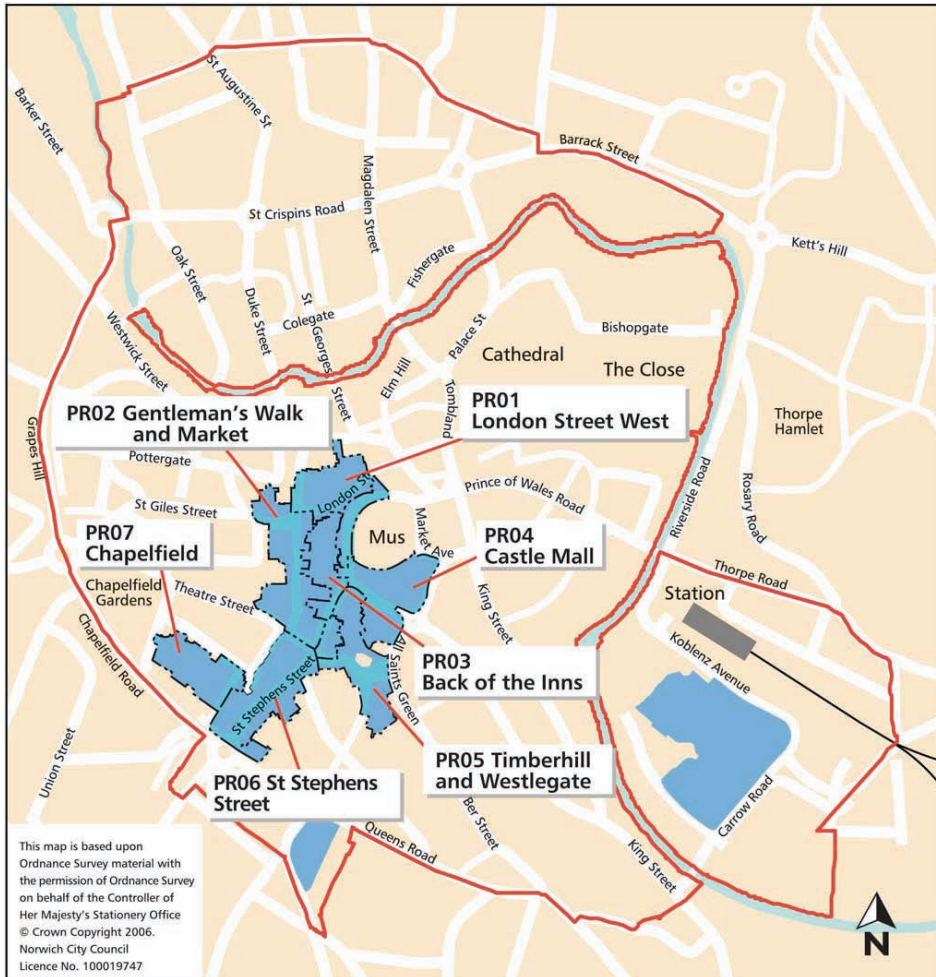 Barker Street
St Augustine St
Magdalen Street
Barrack Street
St Crispins Road
Kett's Hill
Oak Street
Duke Street
St Georges Street
Fishergate
Colegate
Westwick Street
Elm Hill
Palace St
Bishopgate
Cathedral
The Close
Tombland
PR02 Gentleman's Walk
and Market
PR01
London Street West
Grapes Hill
Thorpe
Hamlet
Pottergate
London St
Prince of Wales Road
Riverside Road
Rosary Road
St Giles Street
Mus
Market Ave
PR07
Chapelfield
PR04
Castle Mall
Thorpe Road
Chapelfield
Gardens
Theatre Street
King Street
Station
Koblenz Avenue
Chapelfield Road
All Saints Green
PR03
Back of the Inns
St Stephens Street
Union Street
PR06 St Stephens
Street
PR05 Timberhill
and Westlegate
Carrow Road
Ber Street
Queens Road
King Street
This map is based upon
Ordnance Survey material with
the permission of Ordnance Survey
on behalf of the Controller of
Her Majesty's Stationery Office
© Crown Copyright 2006.
Norwich City Council
Licence No. 100019747
N